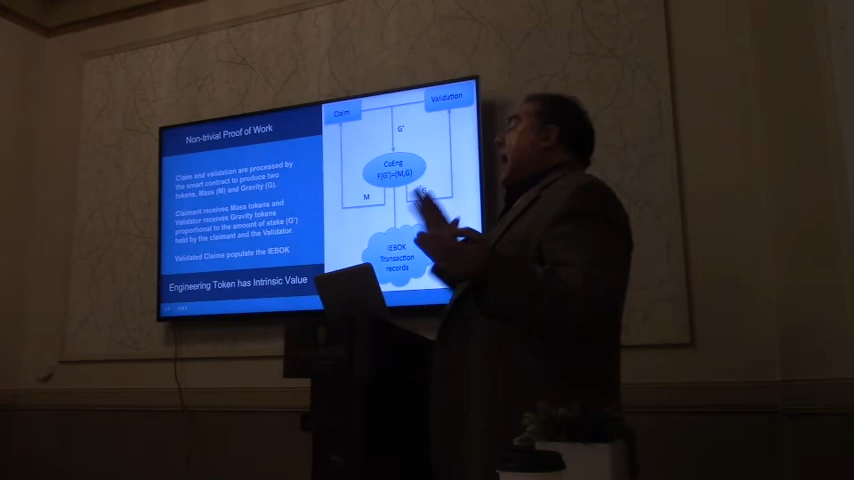 Non-trivial Proof of Work
Claim and validation are processed by
the smart contract to produce two
tokens, Mass (M) and Gravity (G).
Claimant receives Mass tokens and
Validator receives Gravity tokens
proportional to the amount of stake (G')
held by the claimant and the Validator.
Validated Claims populate the IEBOK
Engineering Token has Intrinsic Value
Claim
Validation
G'
CoEng
F(G')=[M,G]
M
G
IEBOK
Transaction
records